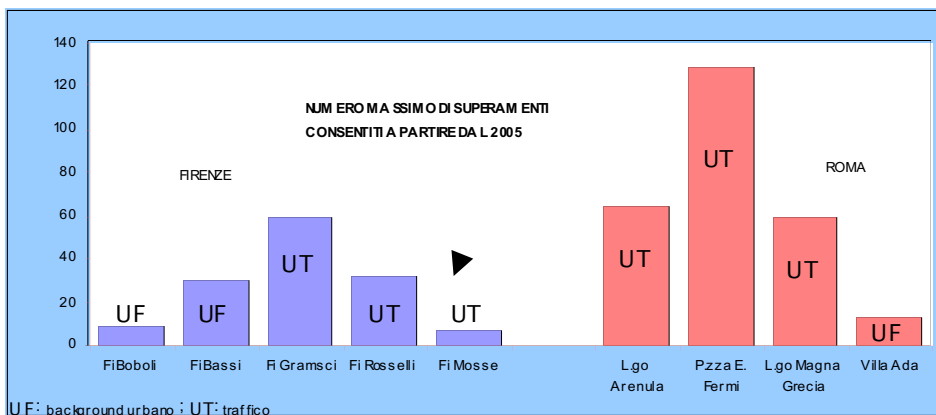 140
120
100
80
60
40
20
0
NUMERO MASSIMO DI SUPERAMENTI
CONSENTITI A PARTIRE DAL 2005
FIRENZE
ROMA
UF
UF
UT
UT
UT
UT
UT
UT
UF
Fi Boboli
Fi Bassi
Fi Gramsci
Fi Rosselli
Fi Mosse
L.go Arenula
P.zza E. Fermi
L.go Magna Grecia
Villa Ada
UF: background urbano ; UT: traffico